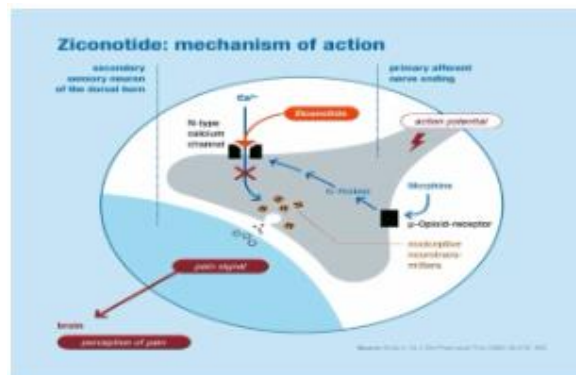 Ziconotide: mechanism of action
secondary
sensory neuron
of the dorsal horn
primary afferent
nerve ending
Ca²⁺
Ziconotide
action potential
N-type
calcium
channel
G-protein
Morphine
µ-Opioid-receptor
nociceptive
neurotrans-
mitters
pain signal
brain
perception of pain